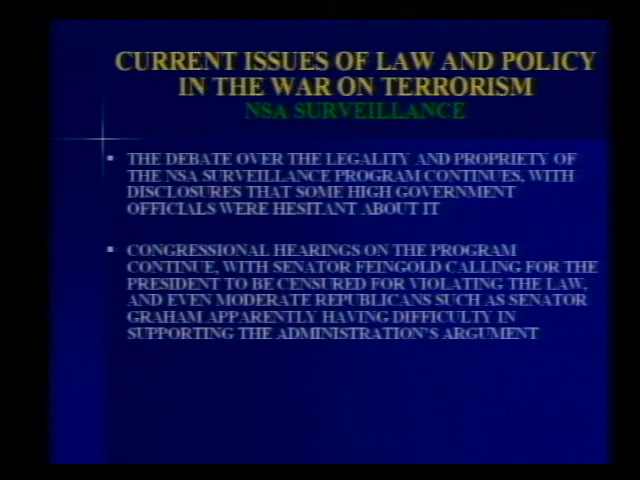 CURRENT ISSUES OF LAW AND POLICY
IN THE WAR ON TERRORISM
NSA SURVEILLANCE
THE DEBATE OVER THE LEGALITY AND PROPRIETY OF
THE NSA SURVEILLANCE PROGRAM CONTINUES, WITH
DISCLOSURES THAT SOME HIGH GOVERNMENT
OFFICIALS WERE HESITANT ABOUT IT
CONGRESSIONAL HEARINGS ON THE PROGRAM
CONTINUE, WITH SENATOR FEINGOLD CALLING FOR THE
PRESIDENT TO BE CENSURED FOR VIOLATING THE LAW,
AND EVEN MODERATE REPUBLICANS SUCH AS SENATOR
GRAHAM APPARENTLY HAVING DIFFICULTY IN
SUPPORTING THE ADMINISTRATION'S ARGUMENT